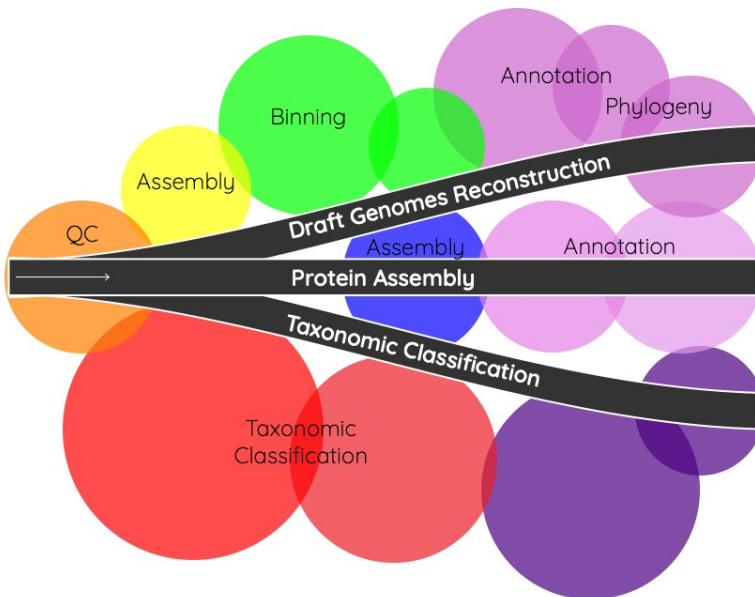 Annotation
Phylogeny
Binning
Assembly
QC
Draft Genomes Reconstruction
Assembly
Annotation
Protein Assembly
Taxonomic Classification
Taxonomic
Classification